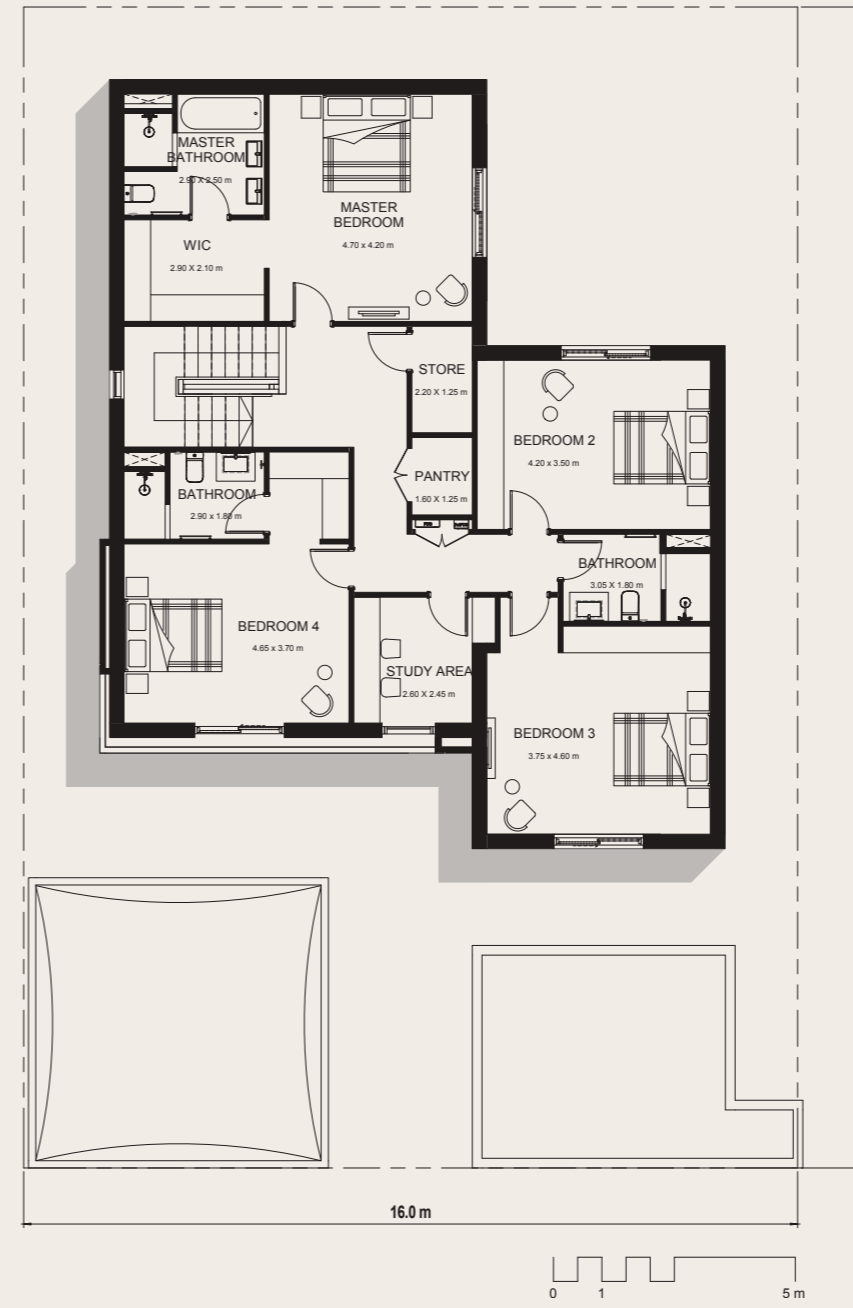 MASTER
BATHROOM
2.90 X 2.50 m
MASTER
BEDROOM
4.70 x 4.20 m
WIC
2.90 X 2.10 m
STORE
2.20 X 1.25 m
BEDROOM 2
4.20 x 3.50 m
PANTRY
1.60 X 1.25 m
BATHROOM
2.90 x 1.80 m
BATHROOM
3.05 X 1.80 m
BEDROOM 4
4.65 x 3.70 m
STUDY AREA
2.60 X 2.45 m
BEDROOM 3
3.75 x 4.60 m
16.0 m
0 1 5 m